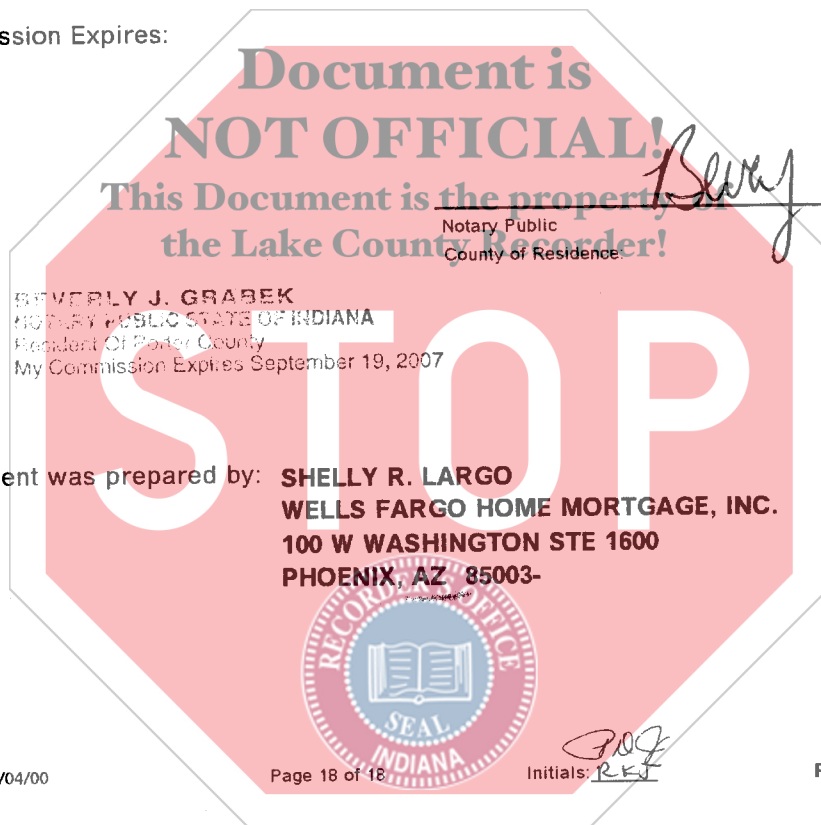 ssion Expires:
Document is
NOT OFFICIAL!
This Document is the property of
the Lake County Recorder!
Notary Public
County of Residence:
BEVERLY J. GRABEK
NOTARY PUBLIC STATE OF INDIANA
Resident Of Porter County
My Commission Expires September 19, 2007
STOP
ent was prepared by: SHELLY R. LARGO
WELLS FARGO HOME MORTGAGE, INC.
100 W WASHINGTON STE 1600
PHOENIX, AZ 85003-
RECORDER'S OFFICE
SEAL
INDIANA
/04/00 Page 18 of 18 Initials: RKJ